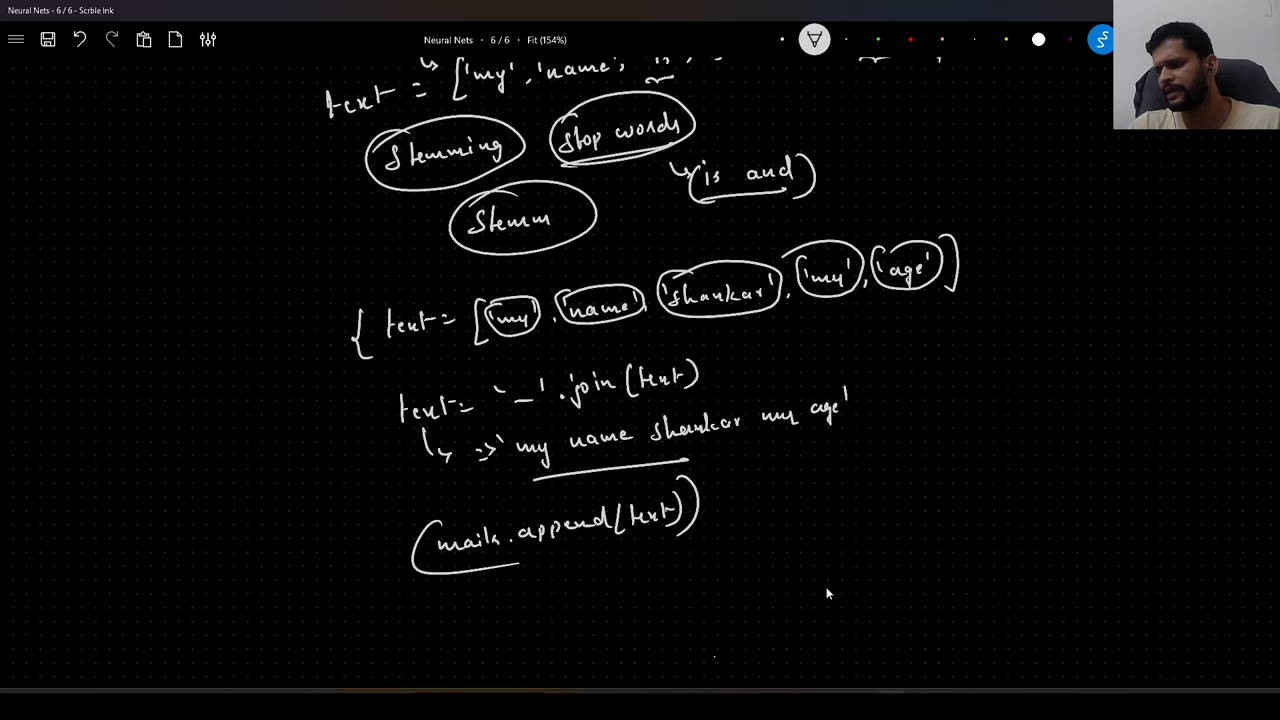 Neural Nets - 6 / 6 - Scrble Ink
Neural Nets • 6 / 6 • Fit (154%)
text = ['my', 'name',
Stemming
Stop words
(is and)
Stemm
{ text = ['my', 'name', 'shankar', 'my', 'age']
text = ' _ '.join(text)
=> 'my name shankar my age'
(mails.append(text))